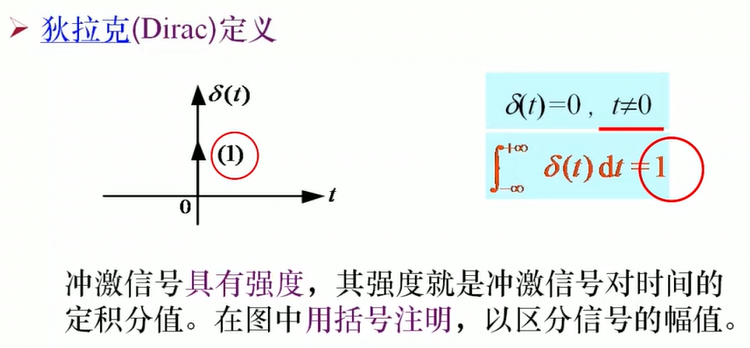 狄拉克(Dirac)定义
δ(t)
(1)
0
t
δ(t)=0 , t≠0
∫_{-∞}^{+∞} δ(t) dt = 1
冲激信号具有强度，其强度就是冲激信号对时间的
定积分值。在图中用括号注明，以区分信号的幅值。